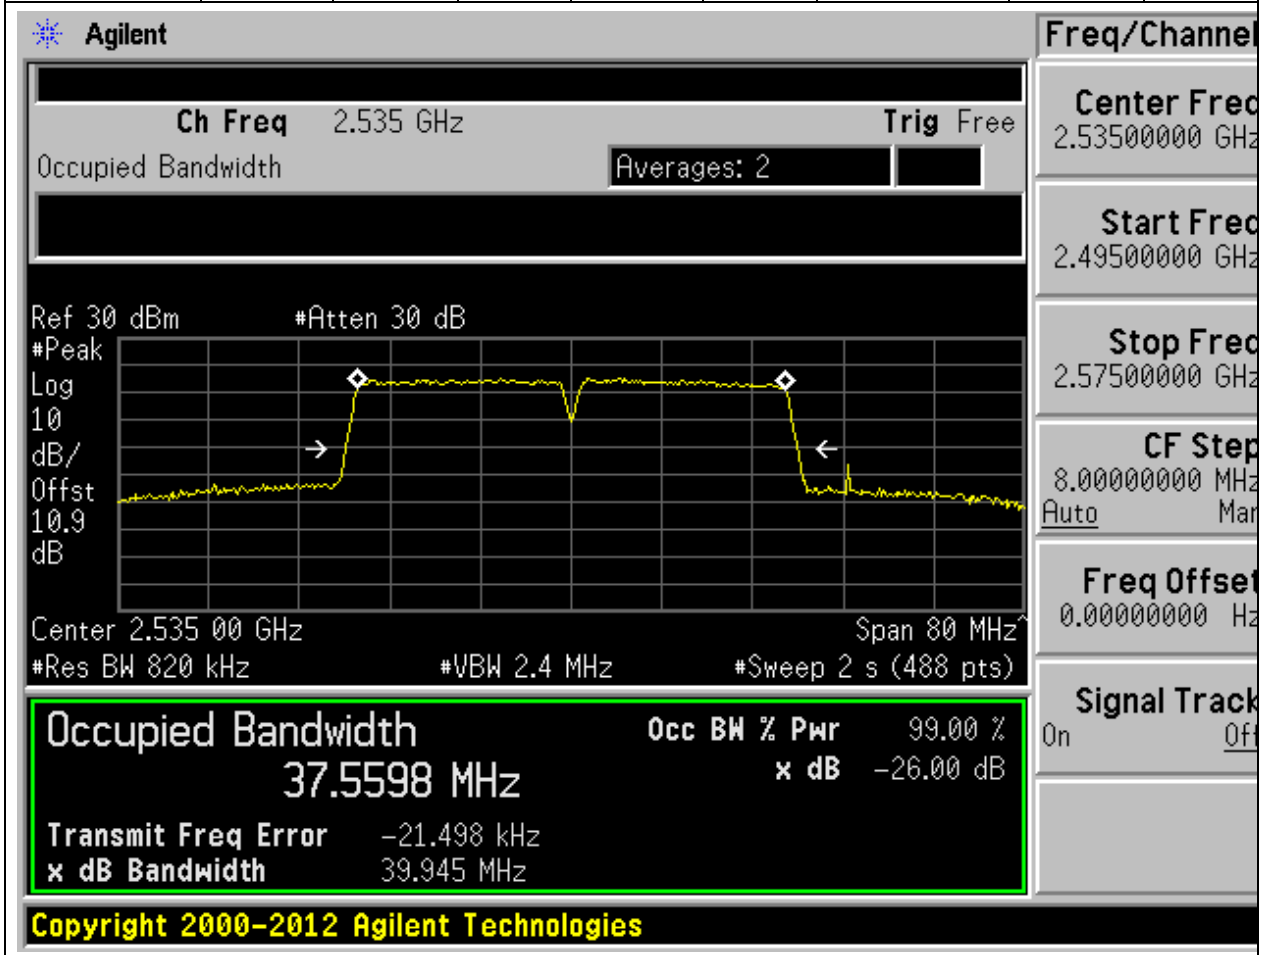 Agilent
Freq/Channel
Ch Freq 2.535 GHz Trig Free
Occupied Bandwidth Averages: 2
Center Freq
2.53500000 GHz
Start Freq
2.49500000 GHz
Stop Freq
2.57500000 GHz
CF Step
8.00000000 MHz
Auto Man
Freq Offset
0.00000000 Hz
Signal Track
On Off
Ref 30 dBm #Atten 30 dB
#Peak
Log
10
dB/
Offst
10.9
dB
Center 2.535 00 GHz Span 80 MHz^
#Res BW 820 kHz #VBW 2.4 MHz #Sweep 2 s (488 pts)
Occupied Bandwidth Occ BW % Pwr 99.00 %
37.5598 MHz x dB -26.00 dB
Transmit Freq Error -21.498 kHz
x dB Bandwidth 39.945 MHz
Copyright 2000-2012 Agilent Technologies